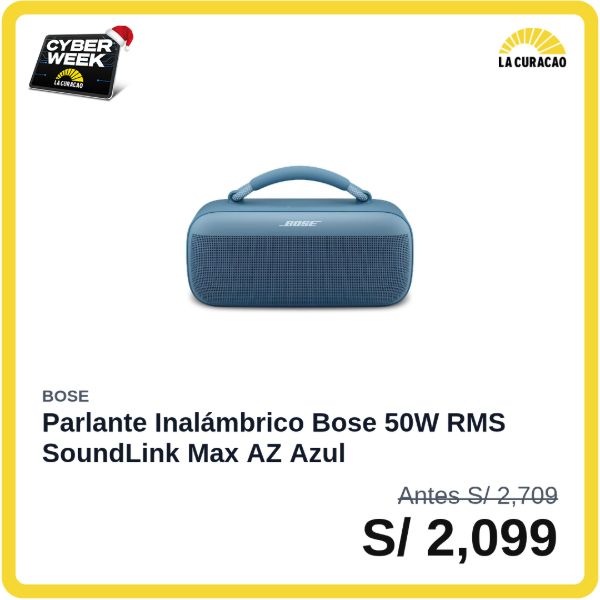 CYBER
WEEK
LA CURACAO
LA CURACAO
BOSE
BOSE
Parlante Inalámbrico Bose 50W RMS
SoundLink Max AZ Azul
Antes S/ 2,709
S/ 2,099